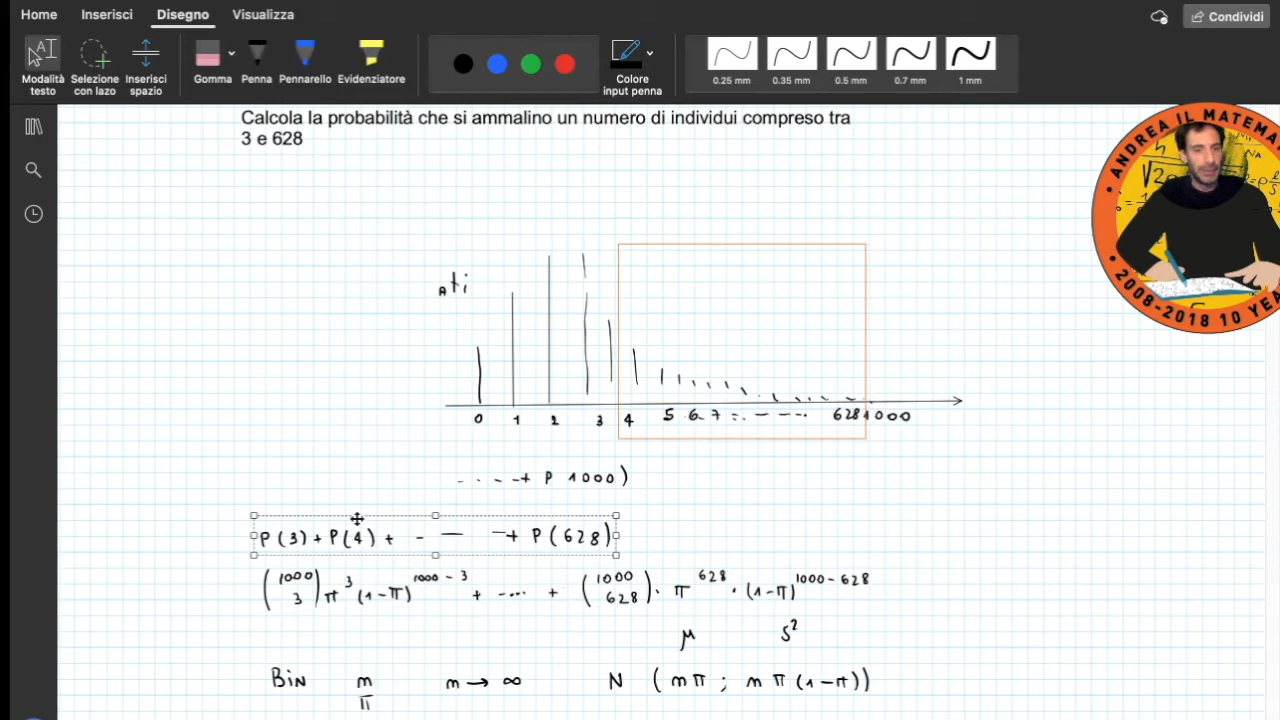 Home Inserisci Disegno Visualizza
Condividi
Modalità testo
Selezione con lazo
Inserisci spazio
Gomma
Penna
Pennarello
Evidenziatore
Colore input penna
0.25 mm 0.35 mm 0.5 mm 0.7 mm 1 mm
Calcola la probabilità che si ammalino un numero di individui compreso tra
3 e 628
ANDREA IL MATEMA
2008-2018 10 YEA
Ati
0 1 2 3 4 5 6 7 628 1000
....+ P 1000)
P(3) + P(4) + - — —+ P(628)
(1000 3) π^3 (1-π)^1000-3 + .... + (1000 628) · π^628 · (1-π)^1000-628
μ S²
BiN m π m → ∞ N (mπ ; mπ(1-π))